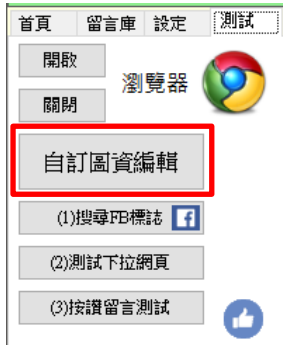 首頁 留言庫 設定 測試
開啟
瀏覽器
關閉
自訂圖資編輯
(1)搜尋FB標誌
(2)測試下拉網頁
(3)按讚留言測試